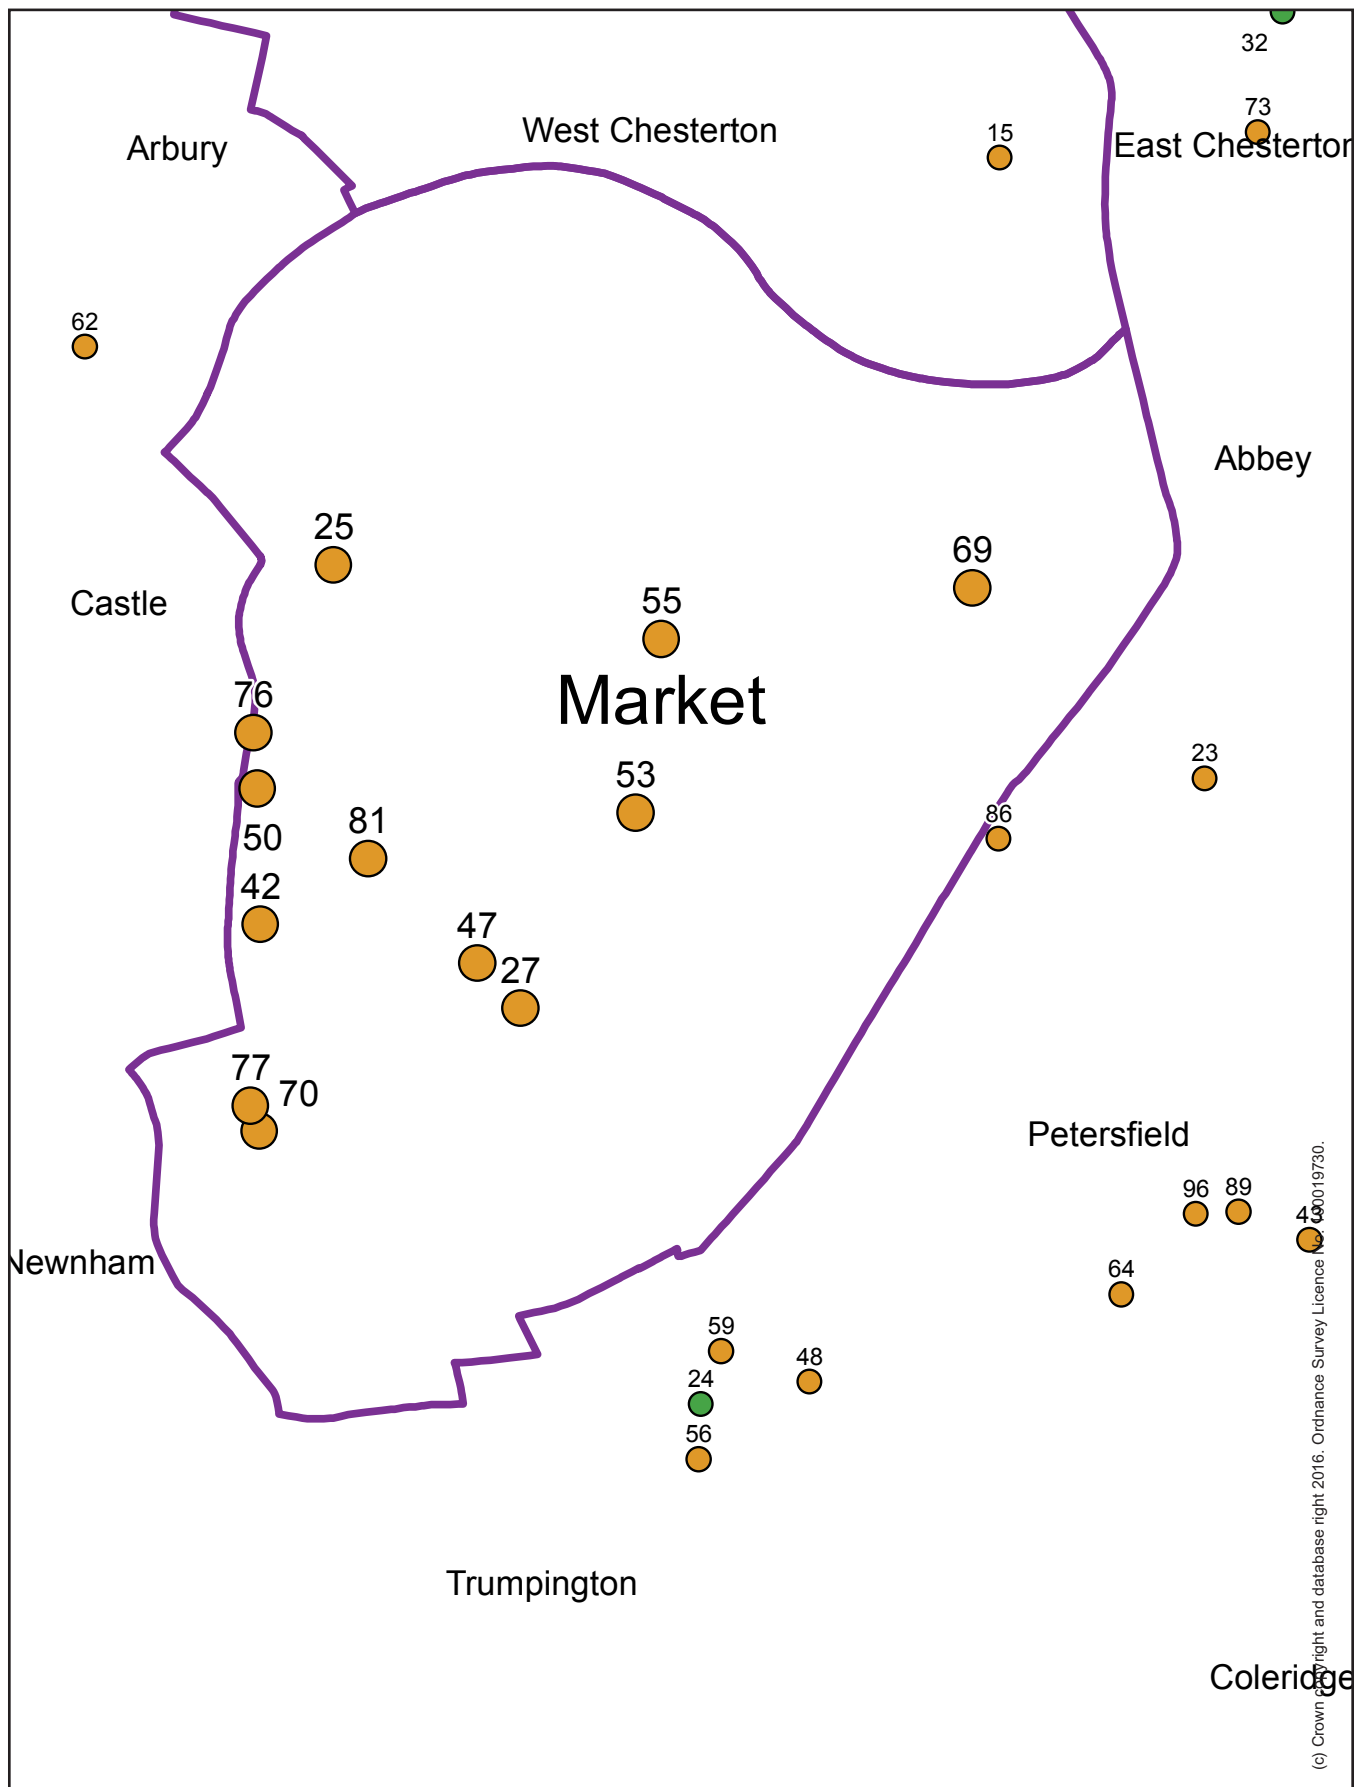 32
73
West Chesterton
15
Arbury
East Chesterton
62
Abbey
25
69
55
Castle
76
Market
23
53
86
81
50
42
47
27
77
70
Petersfield
96
89
43
Newnham
64
59
48
24
56
Trumpington
Coleridge
(c) Crown copyright and database right 2016. Ordnance Survey Licence No. 100019730.